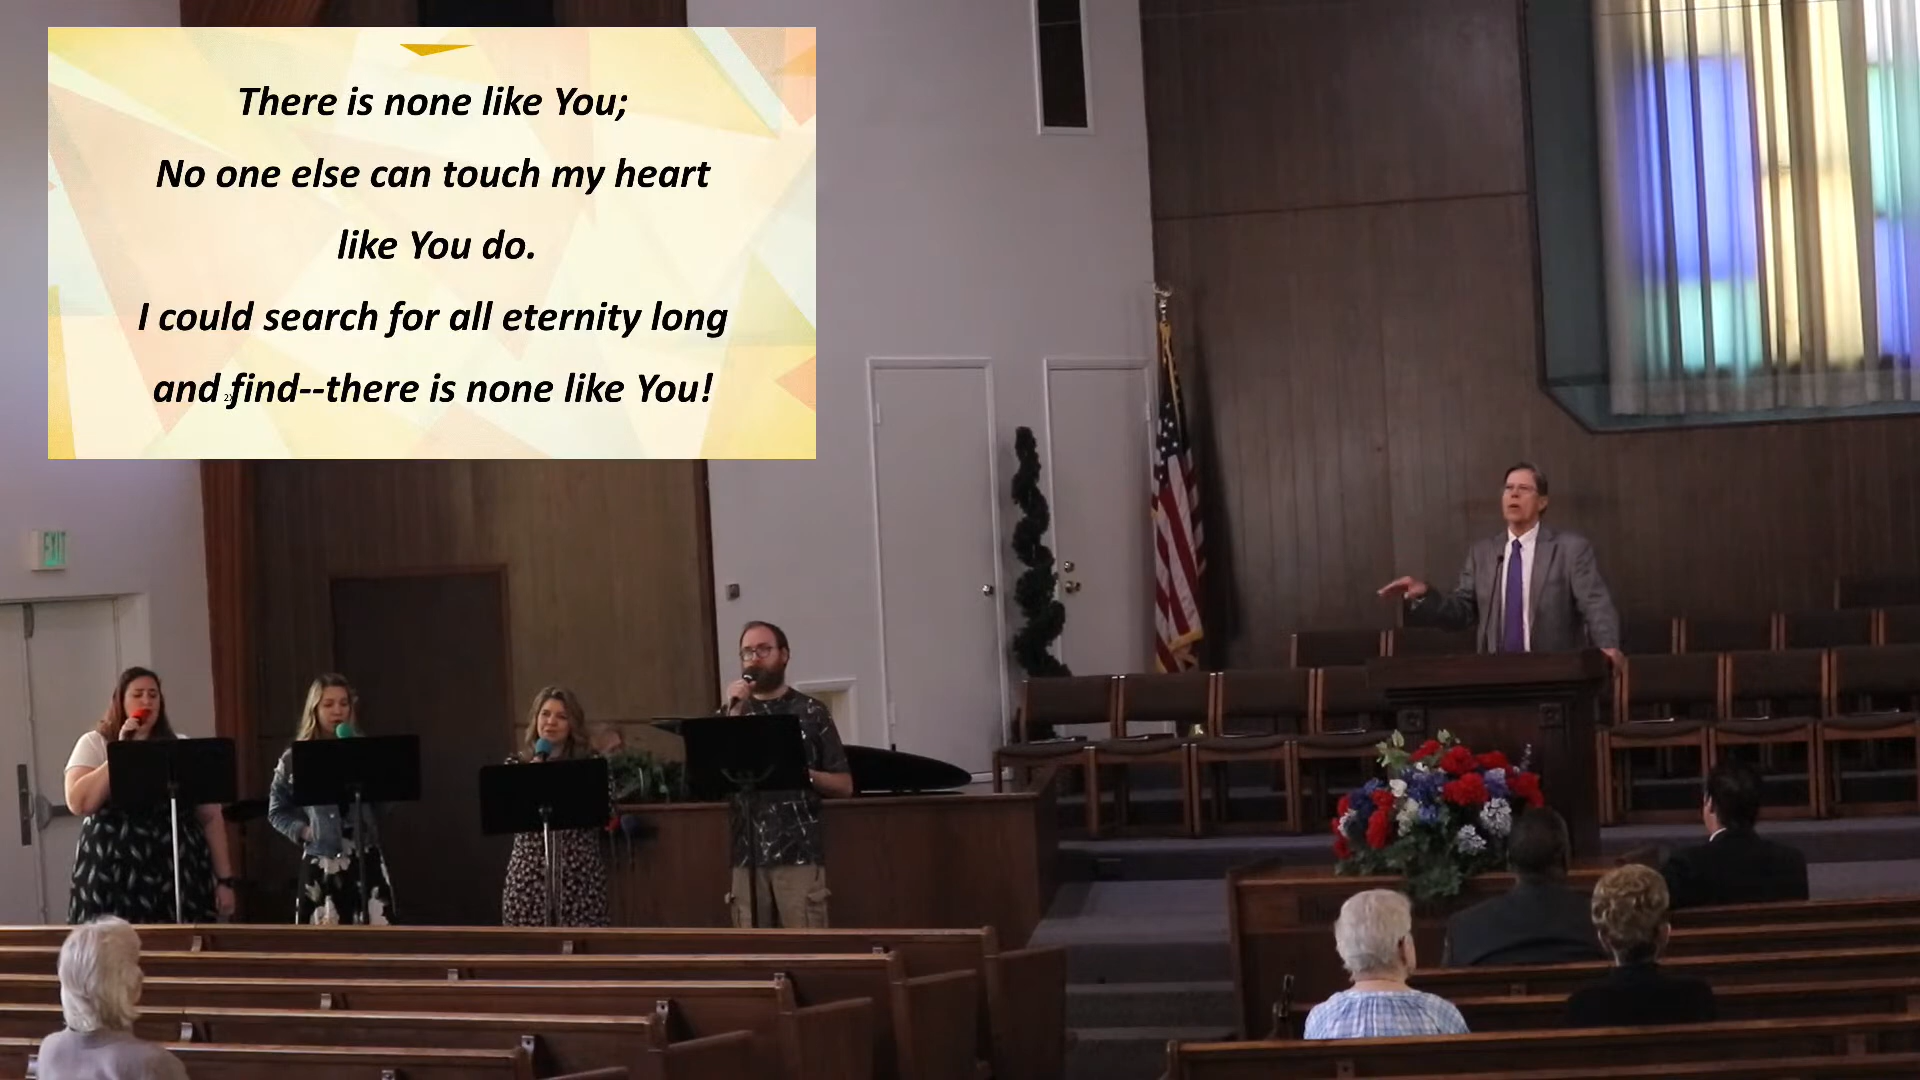 There is none like You;
No one else can touch my heart
like You do.
I could search for all eternity long
and find--there is none like You!
EXIT